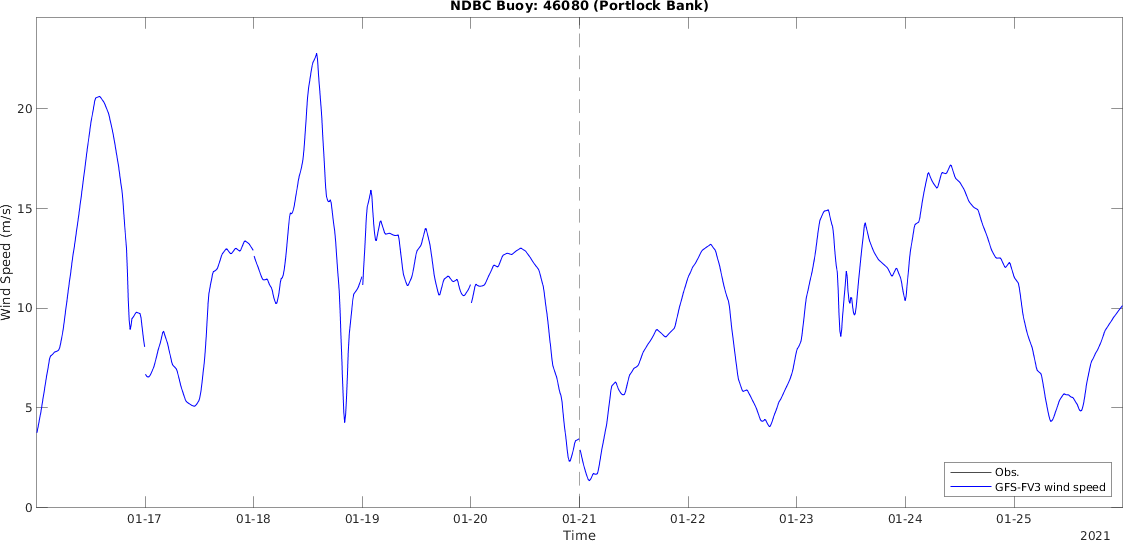 NDBC Buoy: 46080 (Portlock Bank)
Wind Speed (m/s)
20
15
10
5
0
01-17 01-18 01-19 01-20 01-21 01-22 01-23 01-24 01-25
Time
2021
Obs.
GFS-FV3 wind speed